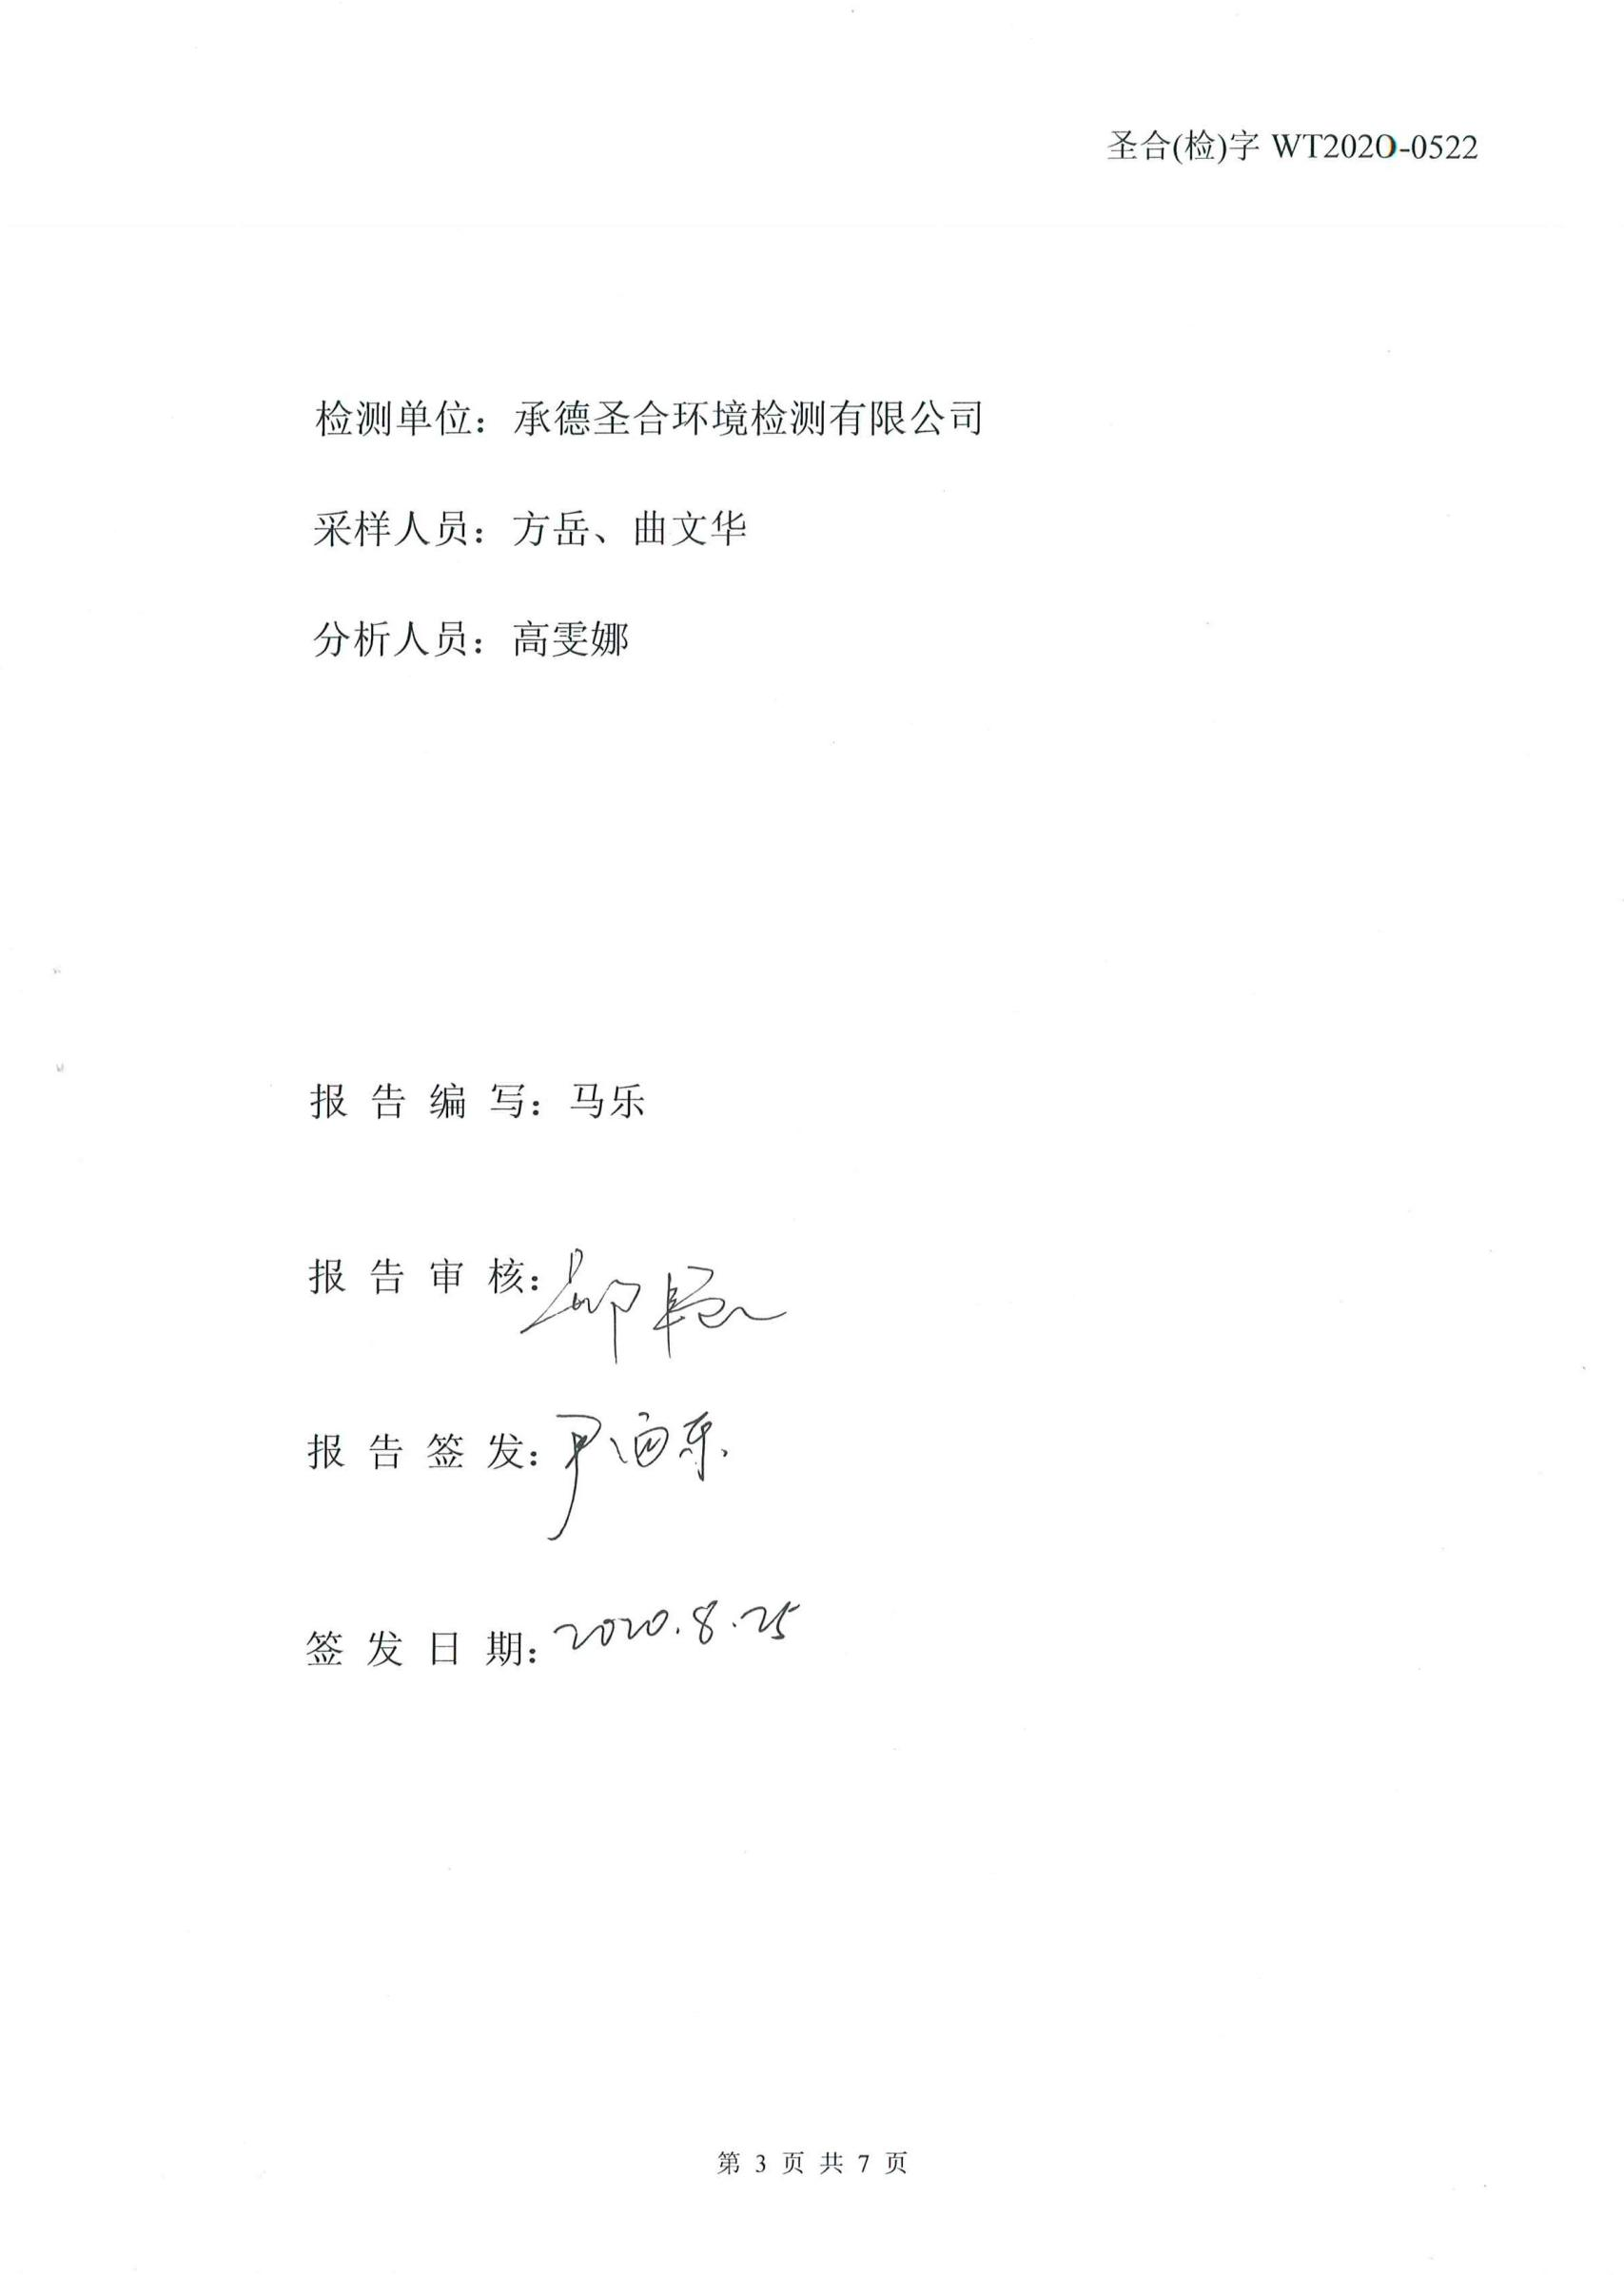 圣合(检)字 WT2020-0522
检测单位：承德圣合环境检测有限公司
采样人员：方岳、曲文华
分析人员：高雯娜
报 告 编 写：马乐
报 告 审 核：
报 告 签 发：尹
签 发 日 期：2020.8.25
第 3 页 共 7 页